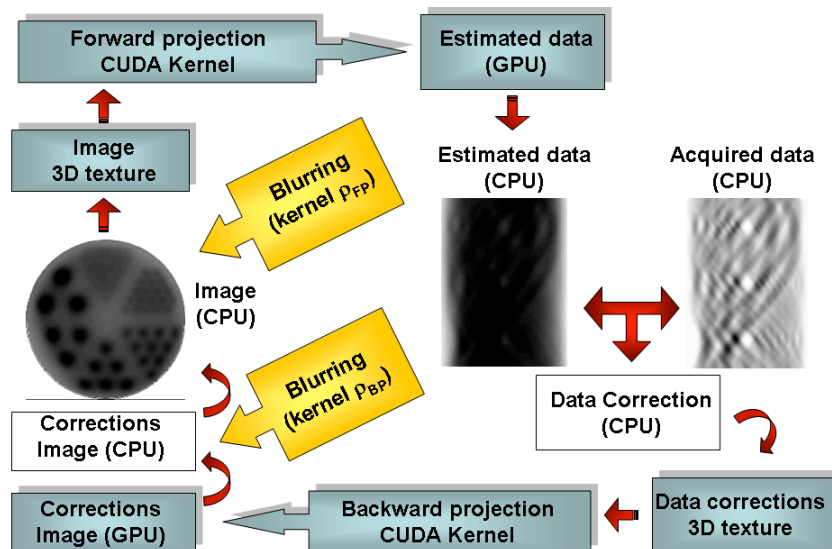 Forward projection
CUDA Kernel
Estimated data
(GPU)
Image
3D texture
Blurring
(kernel ρFP)
Estimated data
(CPU)
Acquired data
(CPU)
Image
(CPU)
Blurring
(kernel ρBP)
Data Correction
(CPU)
Corrections
Image (CPU)
Corrections
Image (GPU)
Backward projection
CUDA Kernel
Data corrections
3D texture